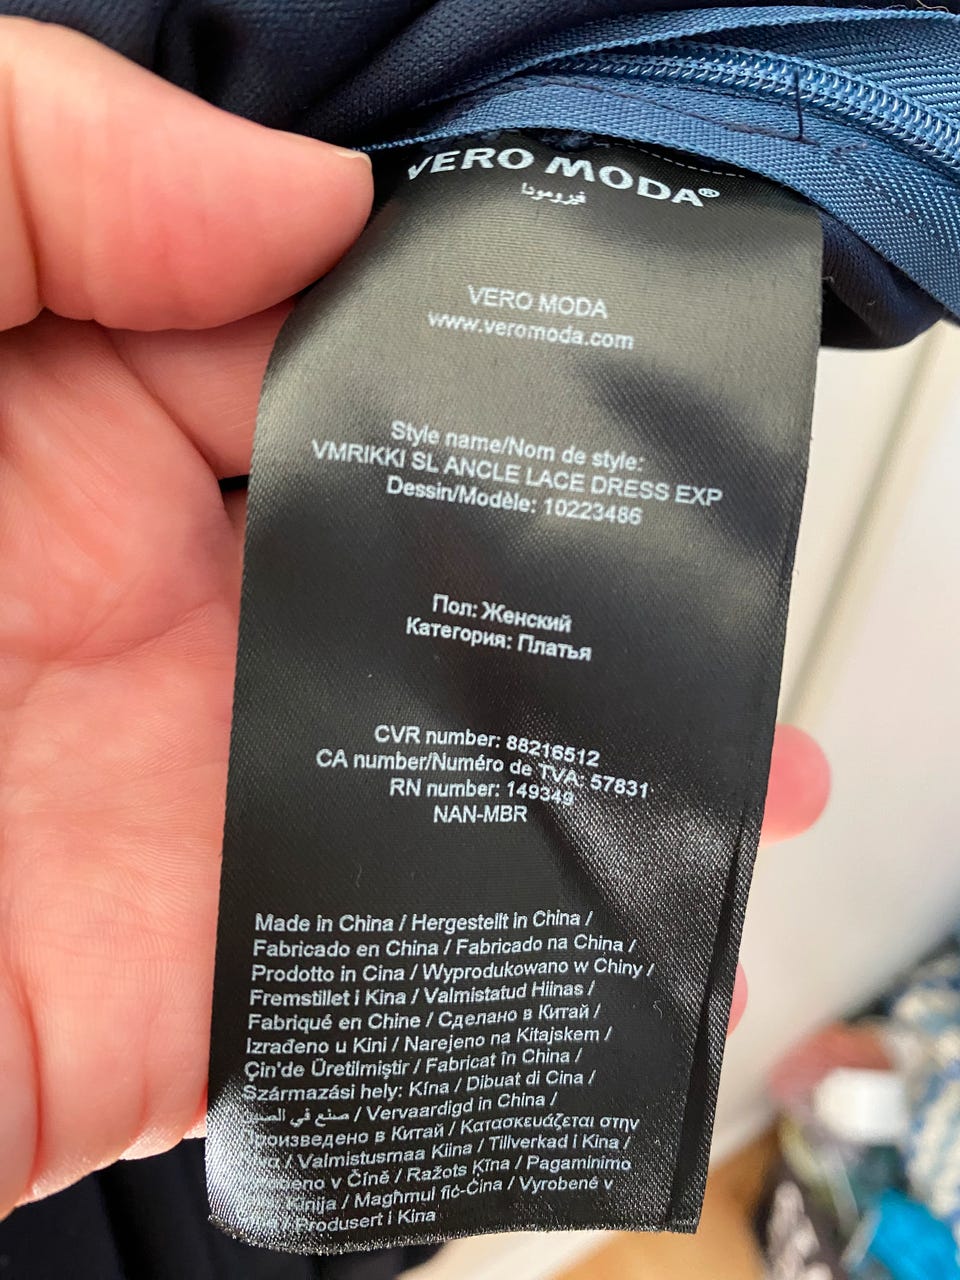 VERO MODA®
فيرومودا
VERO MODA
www.veromoda.com
Style name/Nom de style:
VMRIKKI SL ANCLE LACE DRESS EXP
Dessin/Modèle: 10223486
Пол: Женский
Категория: Платья
CVR number: 88216512
CA number/Numéro de TVA: 57831
RN number: 149349
NAN-MBR
Made in China / Hergestellt in China /
Fabricado en China / Fabricado na China /
Prodotto in Cina / Wyprodukowano w Chiny /
Fremstillet i Kina / Valmistatud Hiinas /
Fabriqué en Chine / Сделано в Китай /
Izrađeno u Kini / Narejeno na Kitajskem /
Çin'de Üretilmiştir / Fabricat în China /
Származási hely: Kína / Dibuat di Cina /
صنع في الصين / Vervaardigd in China /
Произведено в Китай / Κατασκευάζεται στην
/ Valmistusmaa Kiina / Tillverkad i Kina /
v Číně / Ražots Ķīna / Pagaminimo
/ Magħmul fiċ-Ċina / Vyrobené v
/ Produsert i Kina